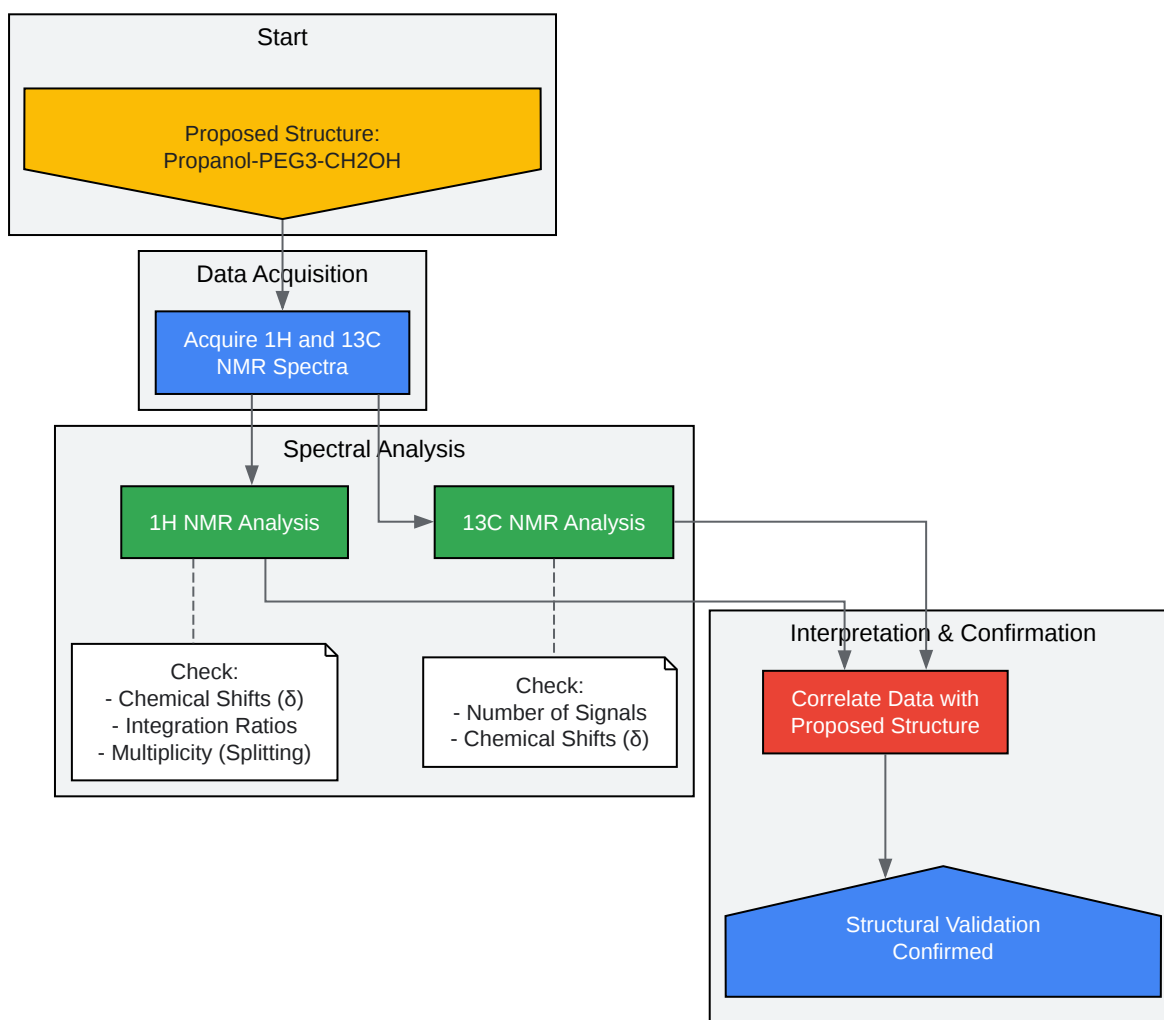 Start
Proposed Structure:
Propanol-PEG3-CH2OH
Data Acquisition
Acquire 1H and 13C
NMR Spectra
Spectral Analysis
1H NMR Analysis
13C NMR Analysis
Check:
- Chemical Shifts (δ)
- Integration Ratios
- Multiplicity (Splitting)
Check:
- Number of Signals
- Chemical Shifts (δ)
Interpretation & Confirmation
Correlate Data with
Proposed Structure
Structural Validation
Confirmed